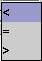 <
=
>